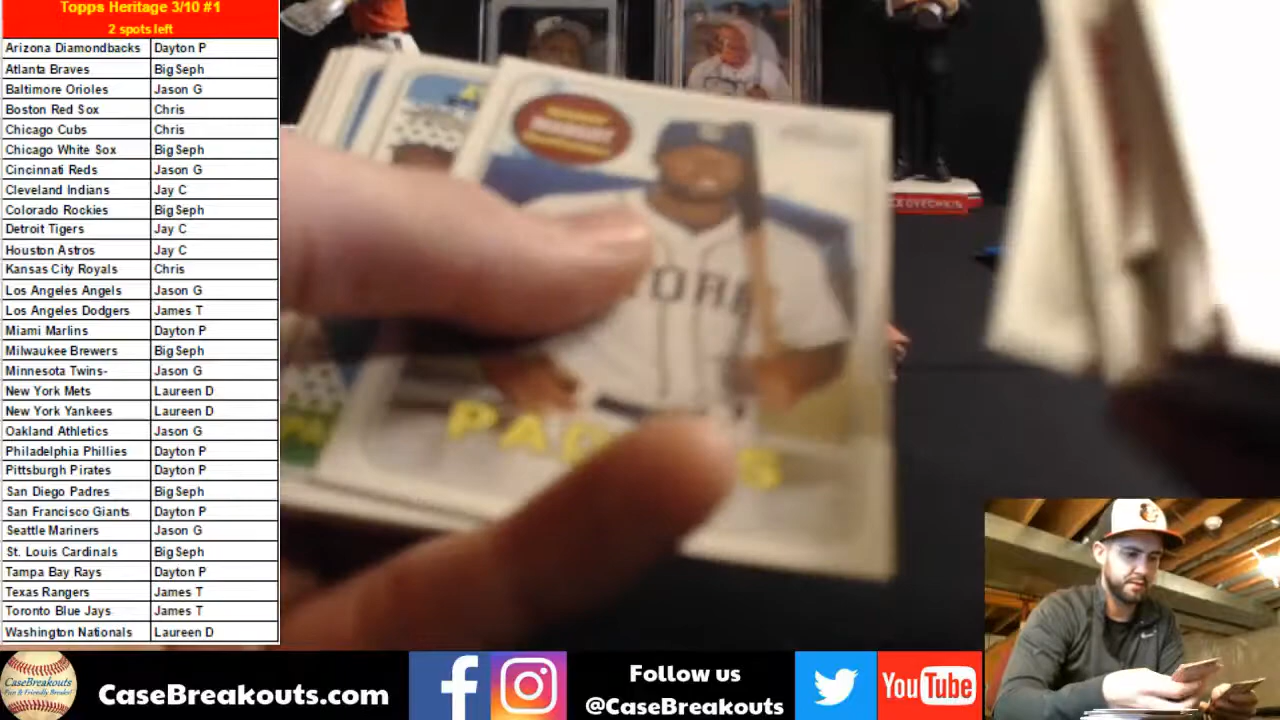 Topps Heritage 3/10 #1
2 spots left
Arizona Diamondbacks Dayton P
Atlanta Braves Big Seph
Baltimore Orioles Jason G
Boston Red Sox Chris
Chicago Cubs Chris
Chicago White Sox Big Seph
Cincinnati Reds Jason G
Cleveland Indians Jay C
Colorado Rockies Big Seph
Detroit Tigers Jay C
Houston Astros Jay C
Kansas City Royals Chris
Los Angeles Angels Jason G
Los Angeles Dodgers James T
Miami Marlins Dayton P
Milwaukee Brewers Big Seph
Minnesota Twins- Jason G
New York Mets Laureen D
New York Yankees Laureen D
Oakland Athletics Jason G
Philadelphia Phillies Dayton P
Pittsburgh Pirates Dayton P
San Diego Padres Big Seph
San Francisco Giants Dayton P
Seattle Mariners Jason G
St. Louis Cardinals Big Seph
Tampa Bay Rays Dayton P
Texas Rangers James T
Toronto Blue Jays James T
Washington Nationals Laureen D
CaseBreakouts
Fun & Friendly Breaks!
CaseBreakouts.com
Follow us
@CaseBreakouts
YouTube